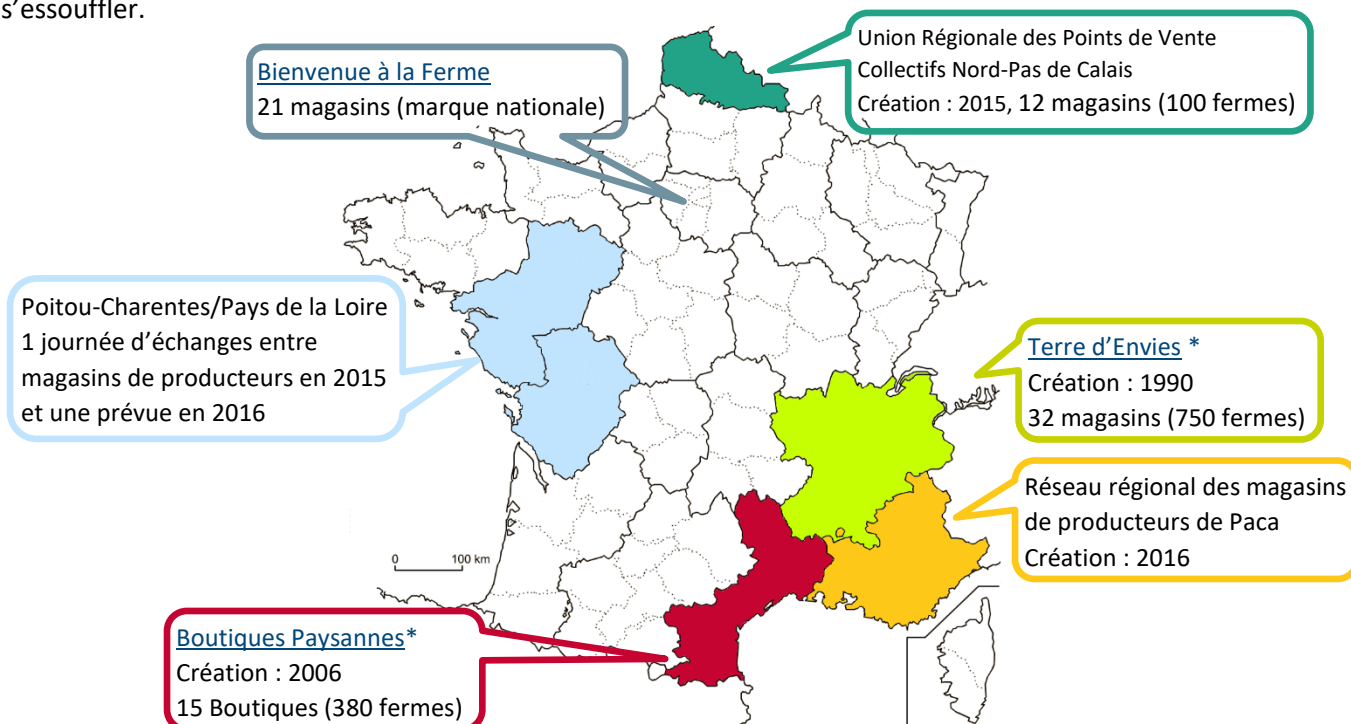 s’essouffler.
Bienvenue à la Ferme
21 magasins (marque nationale)
Union Régionale des Points de Vente
Collectifs Nord-Pas de Calais
Création : 2015, 12 magasins (100 fermes)
Poitou-Charentes/Pays de la Loire
1 journée d’échanges entre
magasins de producteurs en 2015
et une prévue en 2016
Terre d’Envies *
Création : 1990
32 magasins (750 fermes)
Réseau régional des magasins
de producteurs de Paca
Création : 2016
0 100 km
Boutiques Paysannes*
Création : 2006
15 Boutiques (380 fermes)